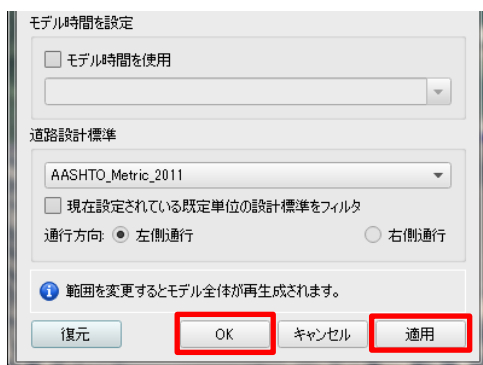 モデル時間を設定
モデル時間を使用
道路設計標準
AASHTO_Metric_2011
現在設定されている既定単位の設計標準をフィルタ
通行方向: 左側通行 右側通行
範囲を変更するとモデル全体が再生成されます。
復元 OK キャンセル 適用